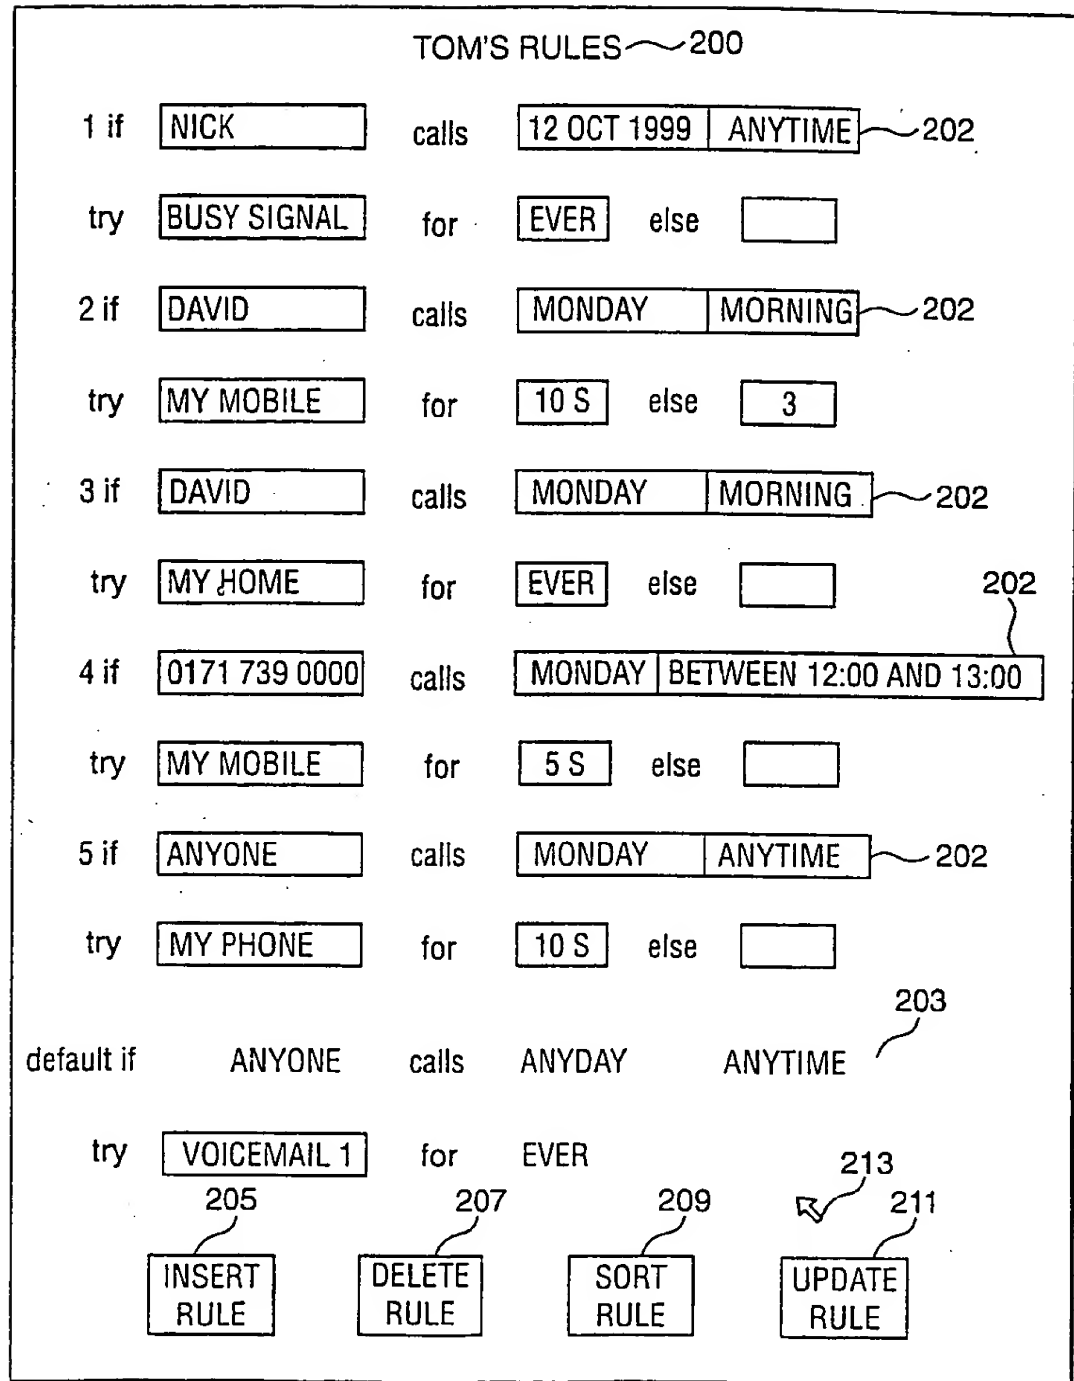 TOM'S RULES 200
1 if NICK calls 12 OCT 1999 ANYTIME 202
try BUSY SIGNAL for EVER else
2 if DAVID calls MONDAY MORNING 202
try MY MOBILE for 10 S else 3
3 if DAVID calls MONDAY MORNING 202
try MY HOME for EVER else
202
4 if 0171 739 0000 calls MONDAY BETWEEN 12:00 AND 13:00
try MY MOBILE for 5 S else
5 if ANYONE calls MONDAY ANYTIME 202
try MY PHONE for 10 S else
203
default if ANYONE calls ANYDAY ANYTIME
try VOICEMAIL 1 for EVER
213
205 207 209 211
INSERT RULE DELETE RULE SORT RULE UPDATE RULE